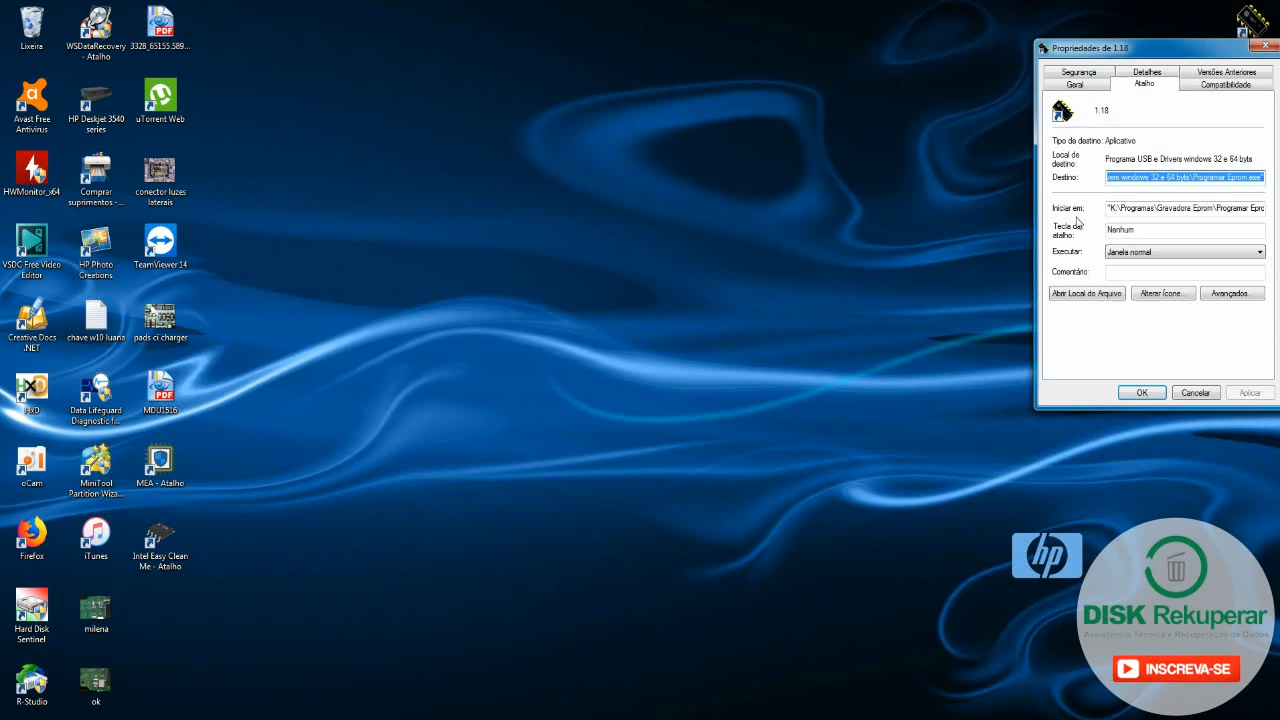 Lixeira
WSDataRecovery
- Atalho
3328_65155.589...
Avast Free
Antivirus
HP Deskjet 3540
series
uTorrent Web
HWMonitor_x64
Comprar
suprimentos -...
conector luzes
laterais
VSDC Free Video
Editor
HP Photo
Creations
TeamViewer 14
Creative Docs
.NET
chave w10 luana
pads ci charger
HxD
Data Lifeguard
Diagnostic f...
MDU1516
oCam
MiniTool
Partition Wiza...
MEA - Atalho
Firefox
iTunes
Intel Easy Clean
Me - Atalho
Hard Disk
Sentinel
milena
R-Studio
ok
PDF
PDF
Propriedades de 1.18
Segurança
Detalhes
Versões Anteriores
Geral
Atalho
Compatibilidade
1.18
Tipo de destino: Aplicativo
Local de
destino:
Programa USB e Drivers windows 32 e 64 byts
Destino:
vers windows 32 e 64 byts\Programar Eprom.exe"
Iniciar em:
"K:\Programas\Gravadora Eprom\Programar Epro
Tecla de
atalho:
Nenhum
Executar:
Janela normal
Comentário:
Abrir Local do Arquivo
Alterar Ícone...
Avançados...
OK
Cancelar
Aplicar
hp
DISK Rekuperar
Assistência Técnica e Recuperação de Dados
INSCREVA-SE